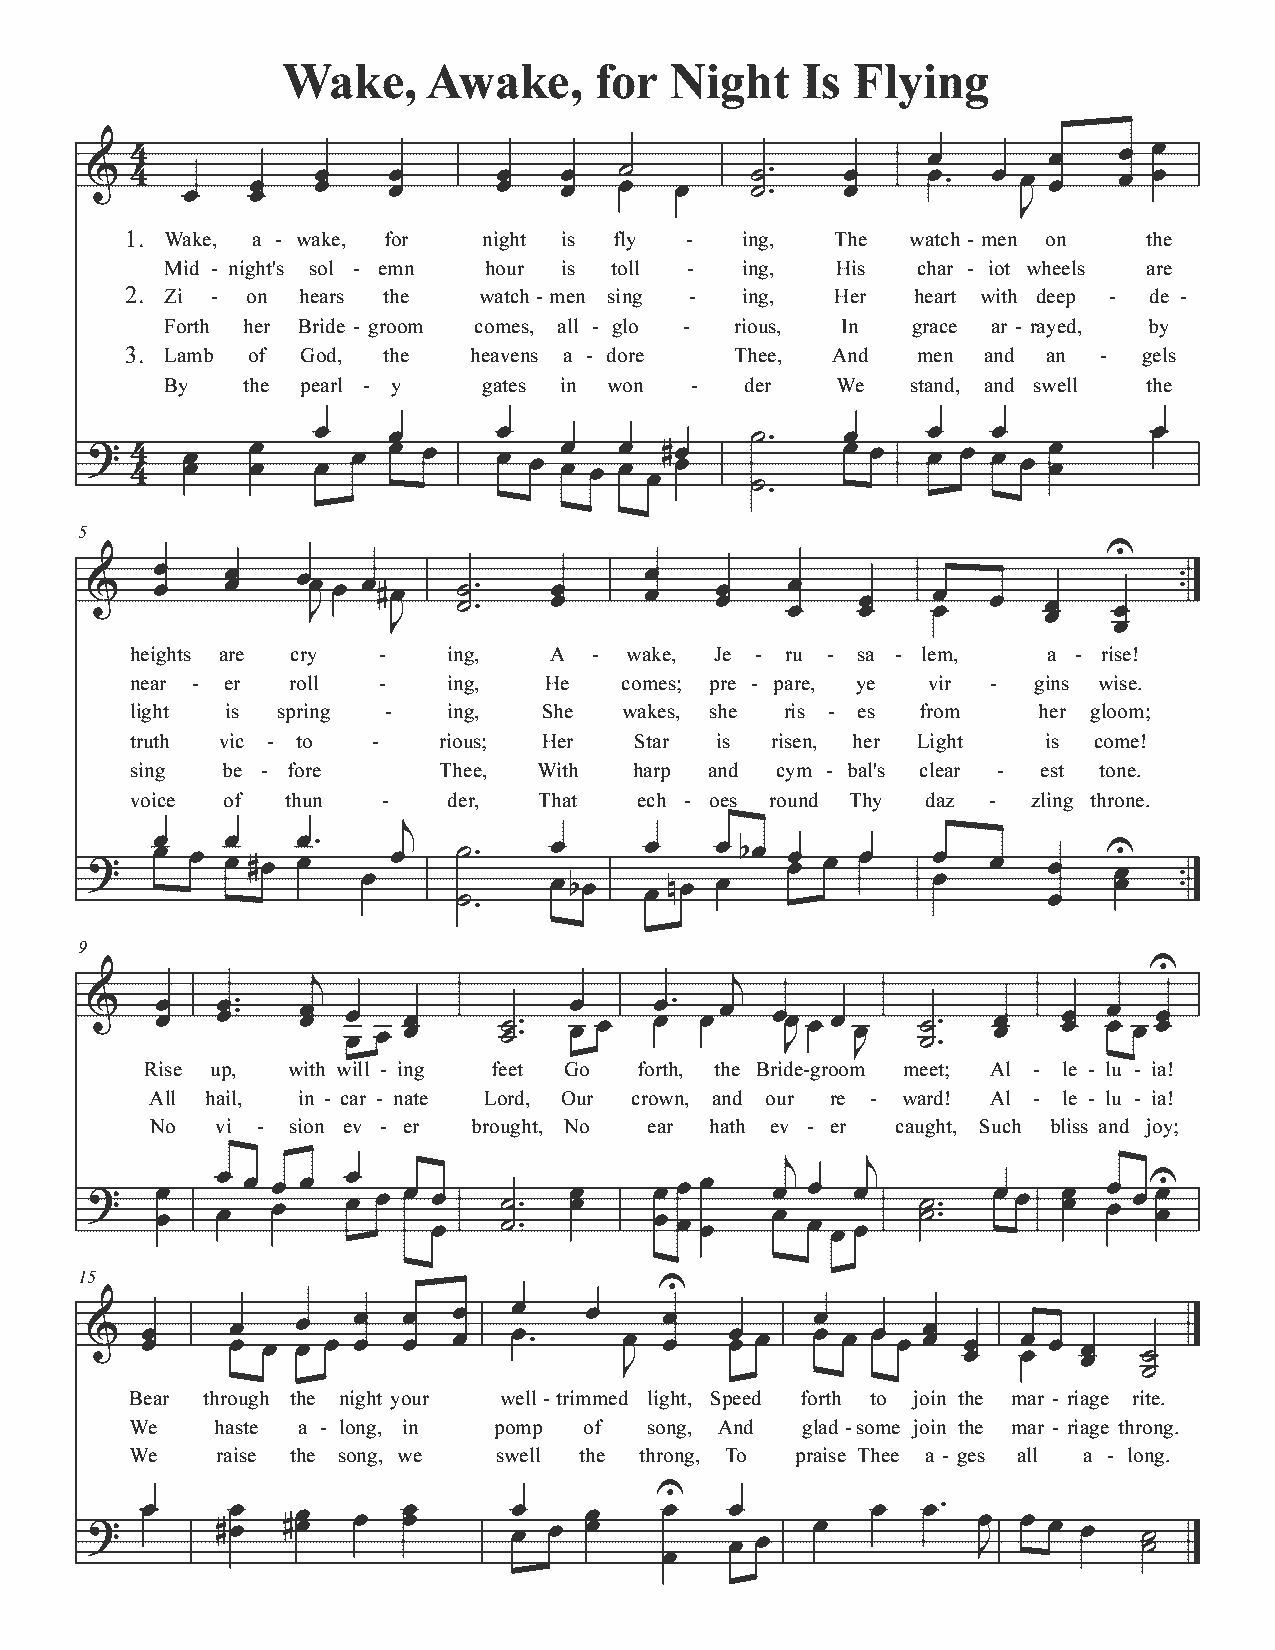 Wake, Awake, for Night Is Flying
1. Wake, a - wake, for night is fly - ing, The watch - men on the
Mid - night's sol - emn hour is toll - ing, His char - iot wheels are
2. Zi - on hears the watch - men sing - ing, Her heart with deep - de -
Forth her Bride - groom comes, all - glo - rious, In grace ar - rayed, by
3. Lamb of God, the heavens a - dore Thee, And men and an - gels
By the pearl - y gates in won - der We stand, and swell the
5
heights are cry - ing, A - wake, Je - ru - sa - lem, a - rise!
near - er roll - ing, He comes; pre - pare, ye vir - gins wise.
light is spring - ing, She wakes, she ris - es from her gloom;
truth vic - to - rious; Her Star is risen, her Light is come!
sing be - fore Thee, With harp and cym - bal's clear - est tone.
voice of thun - der, That ech - oes round Thy daz - zling throne.
9
Rise up, with will - ing feet Go forth, the Bride-groom meet; Al - le - lu - ia!
All hail, in - car - nate Lord, Our crown, and our re - ward! Al - le - lu - ia!
No vi - sion ev - er brought, No ear hath ev - er caught, Such bliss and joy;
15
Bear through the night your well - trimmed light, Speed forth to join the mar - riage rite.
We haste a - long, in pomp of song, And glad - some join the mar - riage throng.
We raise the song, we swell the throng, To praise Thee a - ges all a - long.